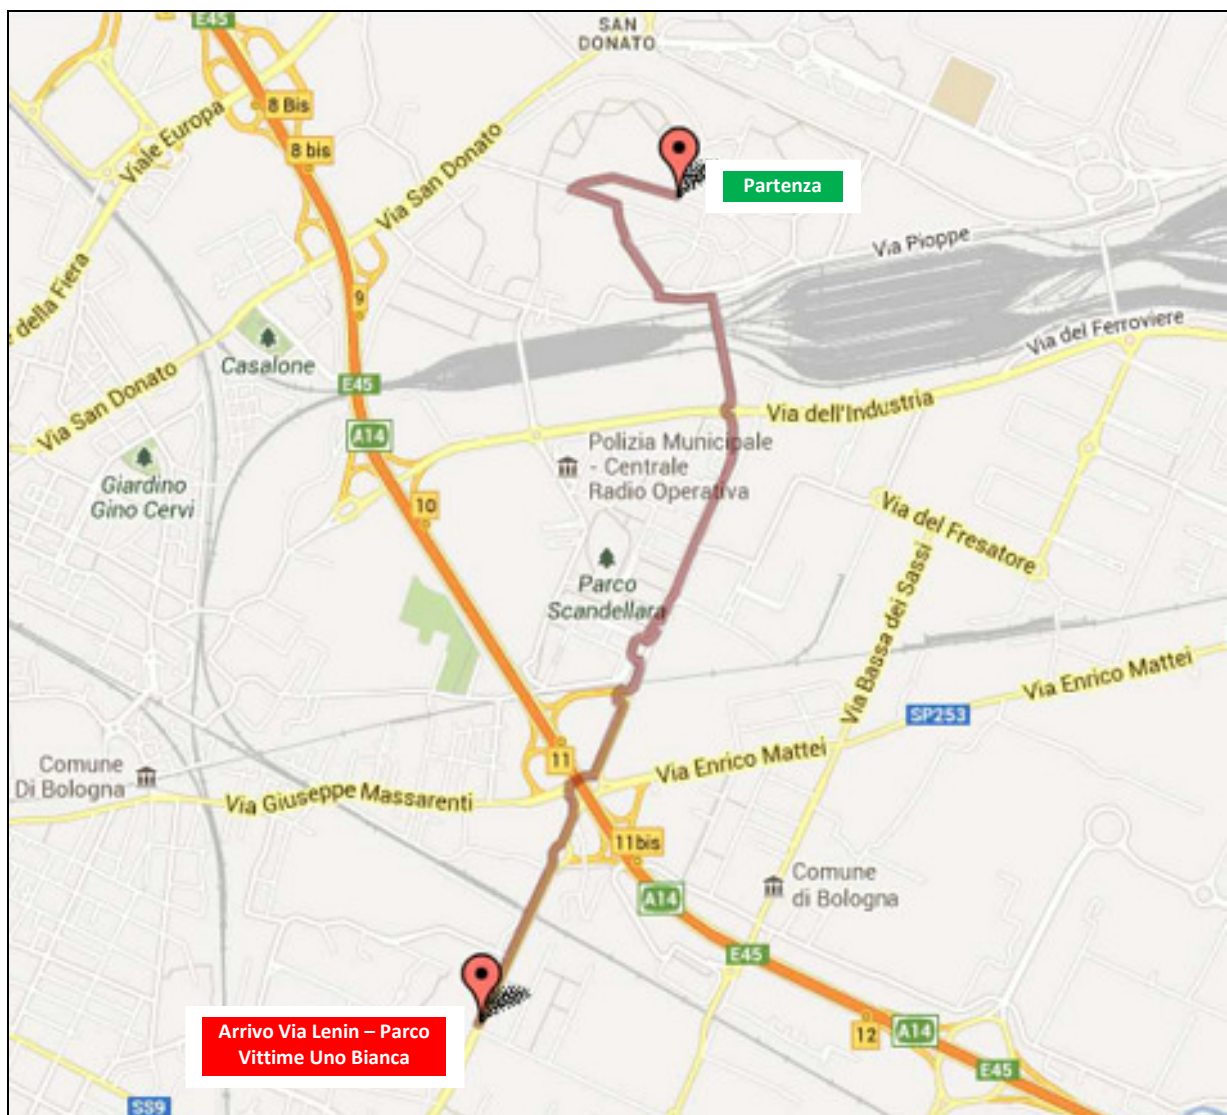 E45
SAN
DONATO
8 Bis
Viale Europa
8 bis
Via San Donato
Partenza
Via Pioppe
e della Fiera
9
Via del Ferroviere
Casalone
E45
Via San Donato
Via dell'Industria
A14
Polizia Municipale
- Centrale
Radio Operativa
Giardino
Gino Cervi
10
Via del Fresatore
Via Bassa dei Sassi
Parco
Scandellara
Via Enrico Mattei
SP253
11
Via Enrico Mattei
Comune
Di Bologna
Via Giuseppe Massarenti
11bis
Comune
di Bologna
A14
E45
Arrivo Via Lenin – Parco
Vittime Uno Bianca
12
A14
E45
SS9